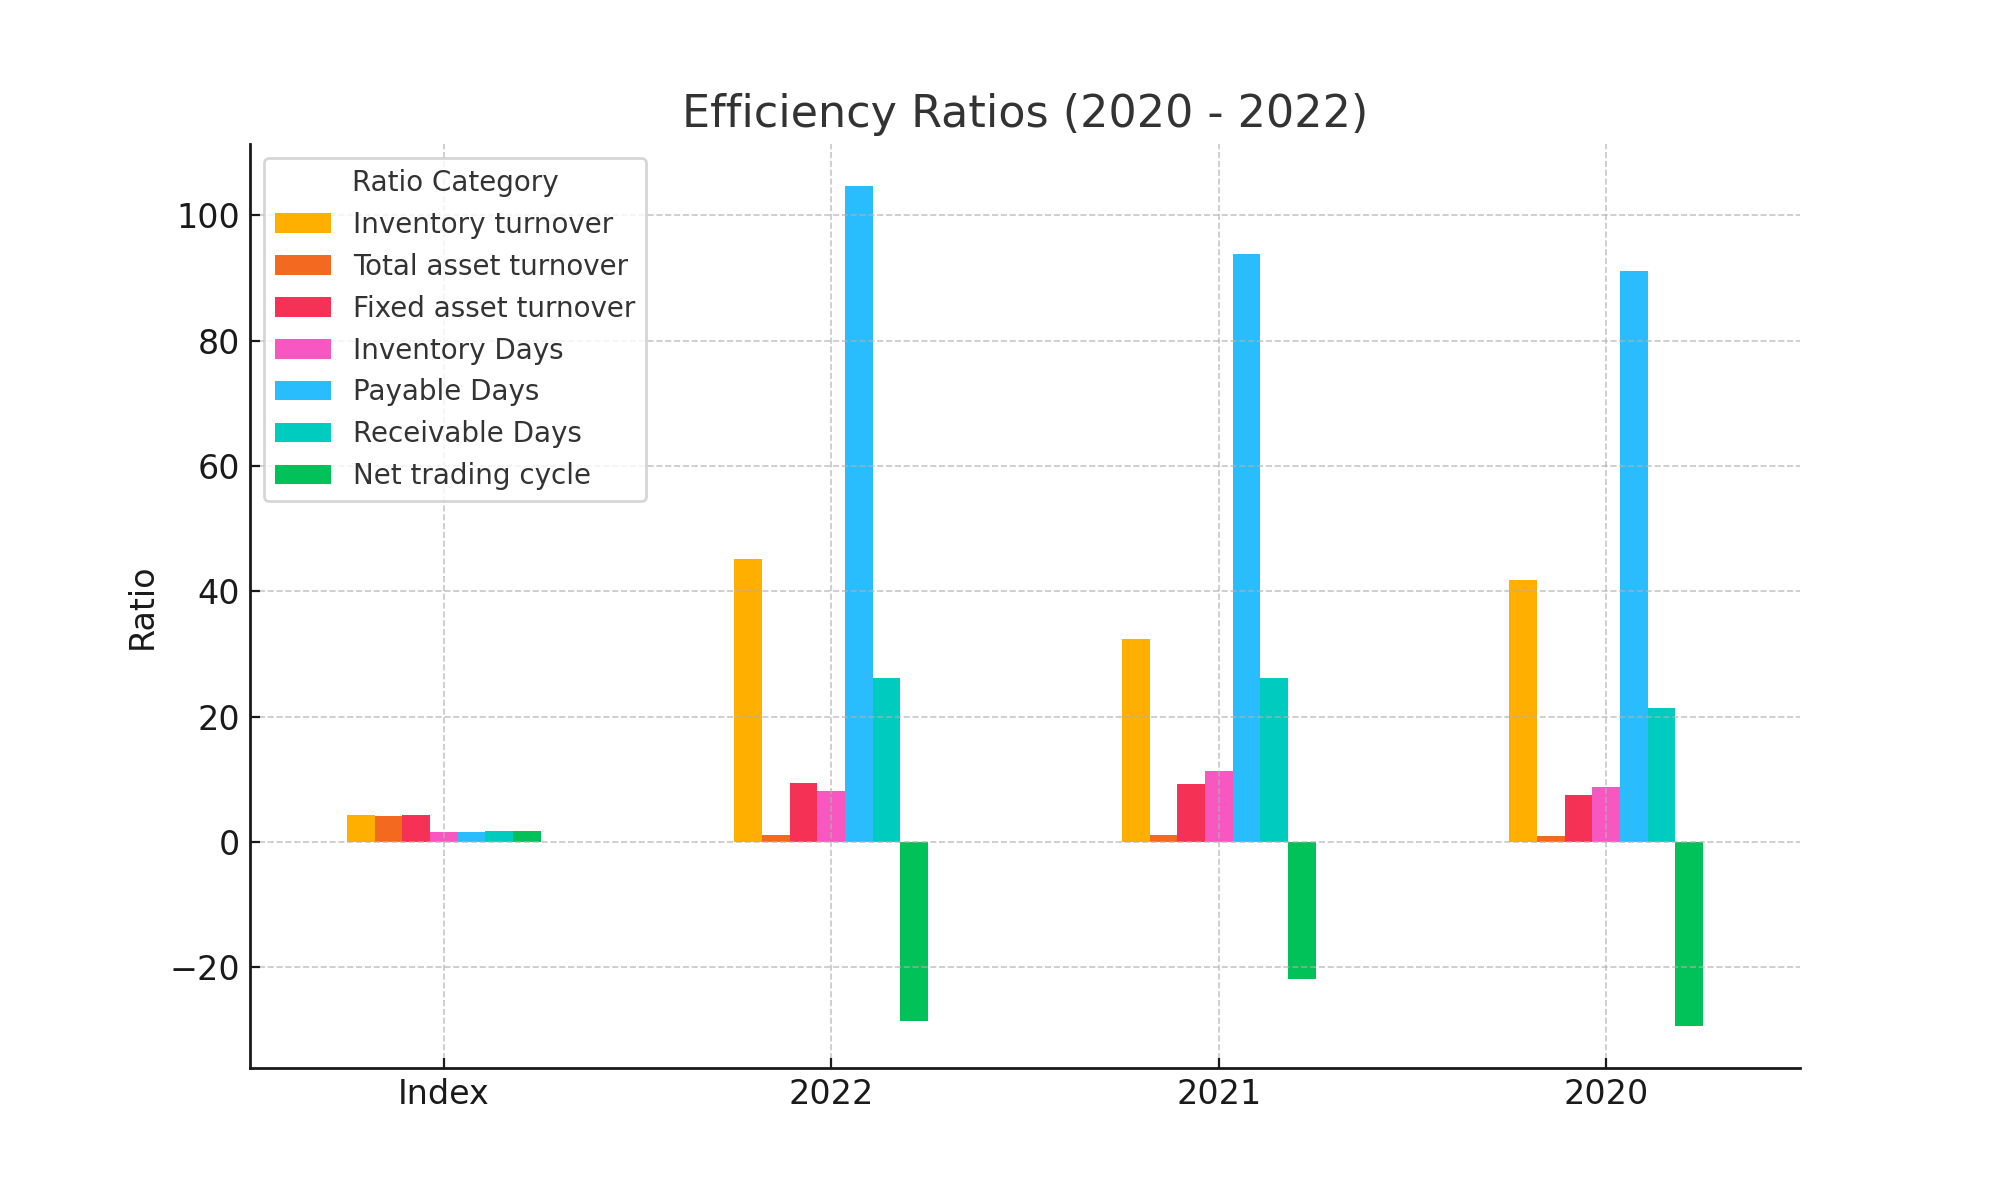 Efficiency Ratios (2020 - 2022)
Ratio Category
Inventory turnover
Total asset turnover
Fixed asset turnover
Inventory Days
Payable Days
Receivable Days
Net trading cycle
100
80
60
40
20
0
−20
Ratio
Index
2022
2021
2020